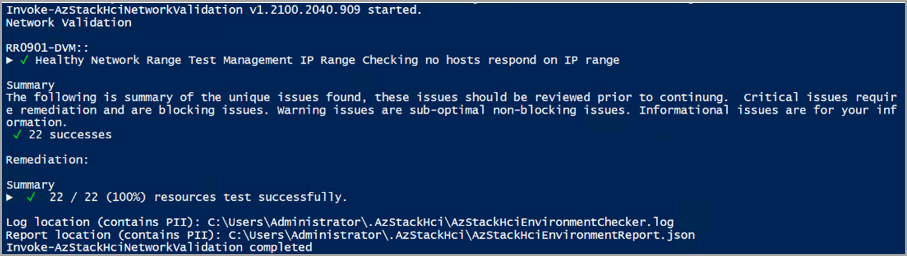 Invoke-AzStackHciNetworkValidation v1.2100.2040.909 started.
Network Validation
RR0901-DVM::
▶ ✓ Healthy Network Range Test Management IP Range Checking no hosts respond on IP range
Summary
The following is summary of the unique issues found, these issues should be reviewed prior to continung.  Critical issues requir
e remediation and are blocking issues. Warning issues are sub-optimal non-blocking issues. Informational issues are for your inf
ormation.
✓ 22 successes
Remediation:
Summary
▶ ✓ 22 / 22 (100%) resources test successfully.
Log location (contains PII): C:\Users\Administrator\.AzStackHci\AzStackHciEnvironmentChecker.log
Report location (contains PII): C:\Users\Administrator\.AzStackHci\AzStackHciEnvironmentReport.json
Invoke-AzStackHciNetworkValidation completed